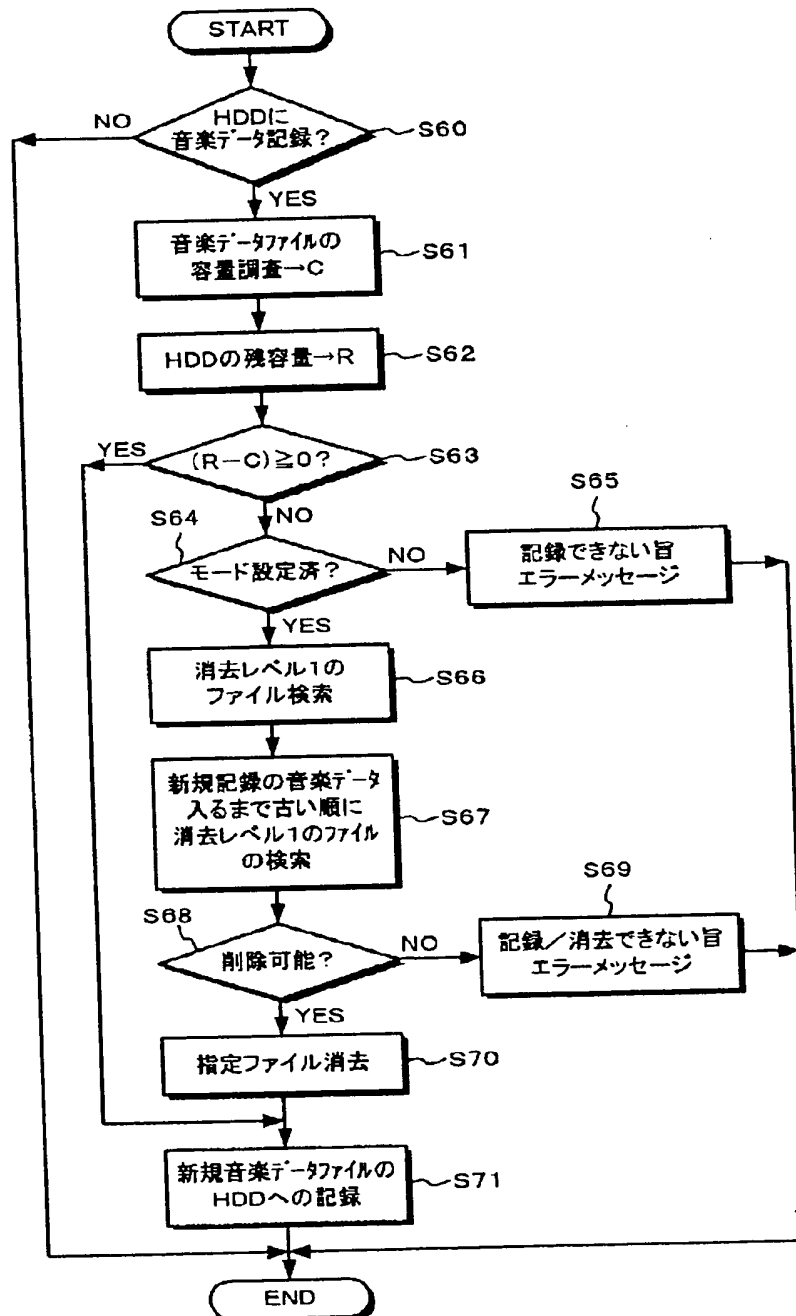 START
HDDに
音楽データ記録?
NO
S60
YES
音楽データファイルの
容量調査→C
S61
HDDの残容量→R
S62
YES
(R-C)≧0?
S63
NO
S64
モード設定済?
NO
S65
記録できない旨
エラーメッセージ
YES
消去レベル1の
ファイル検索
S66
新規記録の音楽データ
入るまで古い順に
消去レベル1のファイル
の検索
S67
S68
削除可能?
NO
S69
記録/消去できない旨
エラーメッセージ
YES
指定ファイル消去
S70
新規音楽データファイルの
HDDへの記録
S71
END